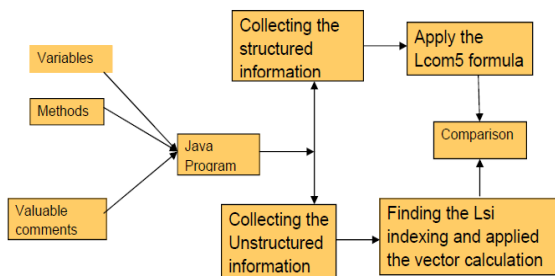 Variables
Methods
Valuable
comments
Java
Program
Collecting the
structured
information
Apply the
Lcom5 formula
Comparison
Collecting the
Unstructured
information
Finding the Lsi
indexing and applied
the vector calculation